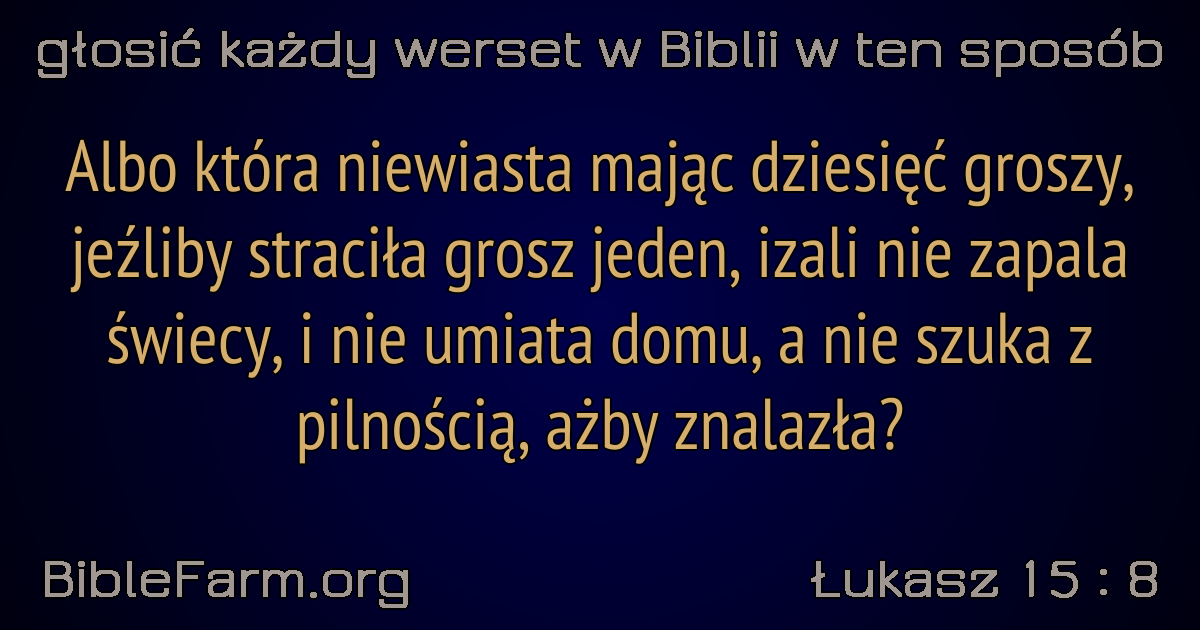 głosić każdy werset w Biblii w ten sposób
Albo która niewiasta mając dziesięć groszy,
jeźliby straciła grosz jeden, izali nie zapala
świecy, i nie umiata domu, a nie szuka z
pilnością, ażby znalazła?
BibleFarm.org
Łukasz 15 : 8